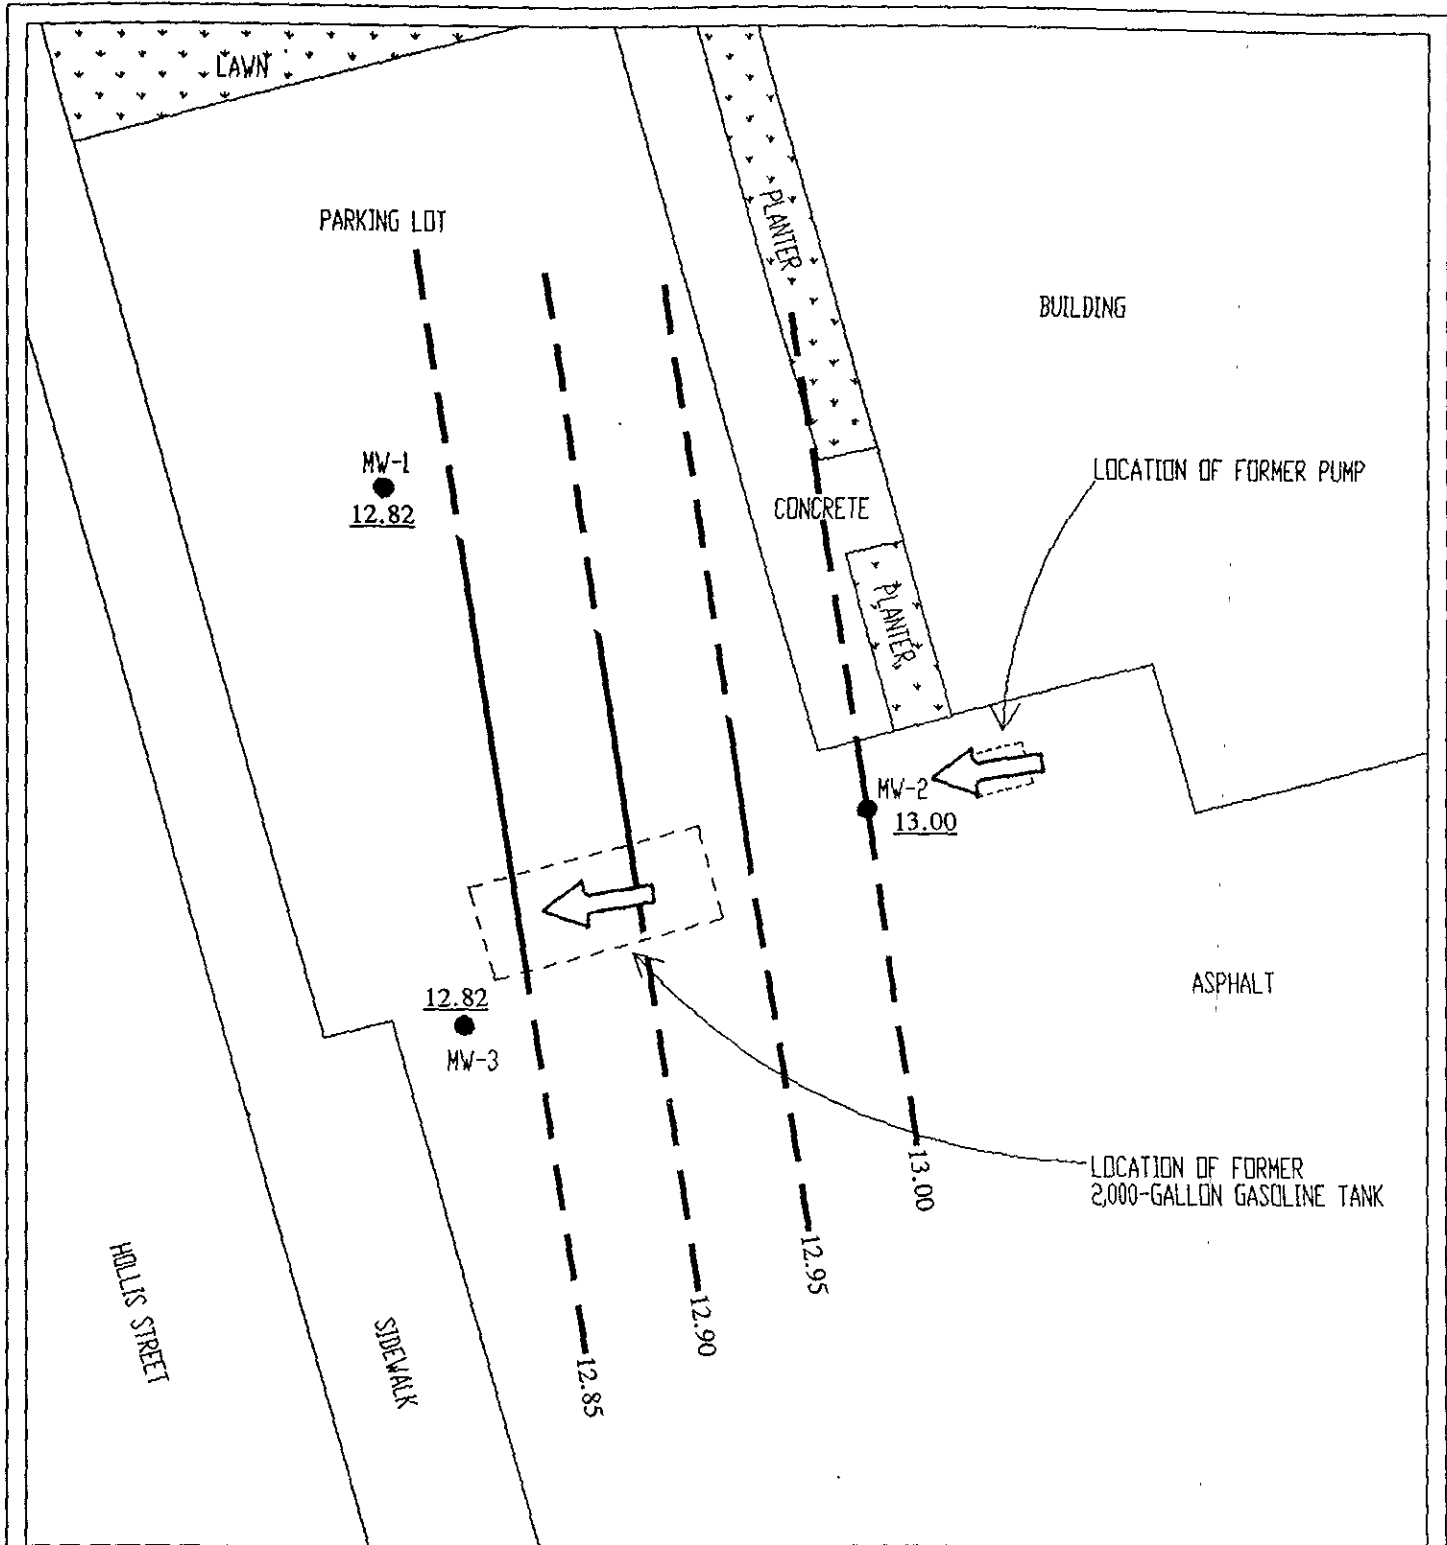 LAWN
PARKING LOT
PLANTER
BUILDING
MW-1
12.82
LOCATION OF FORMER PUMP
CONCRETE
PLANTER
MW-2
13.00
ASPHALT
12.82
MW-3
13.00
LOCATION OF FORMER
2,000-GALLON GASOLINE TANK
12.95
12.90
12.85
HOLLIS STREET
SIDEWALK